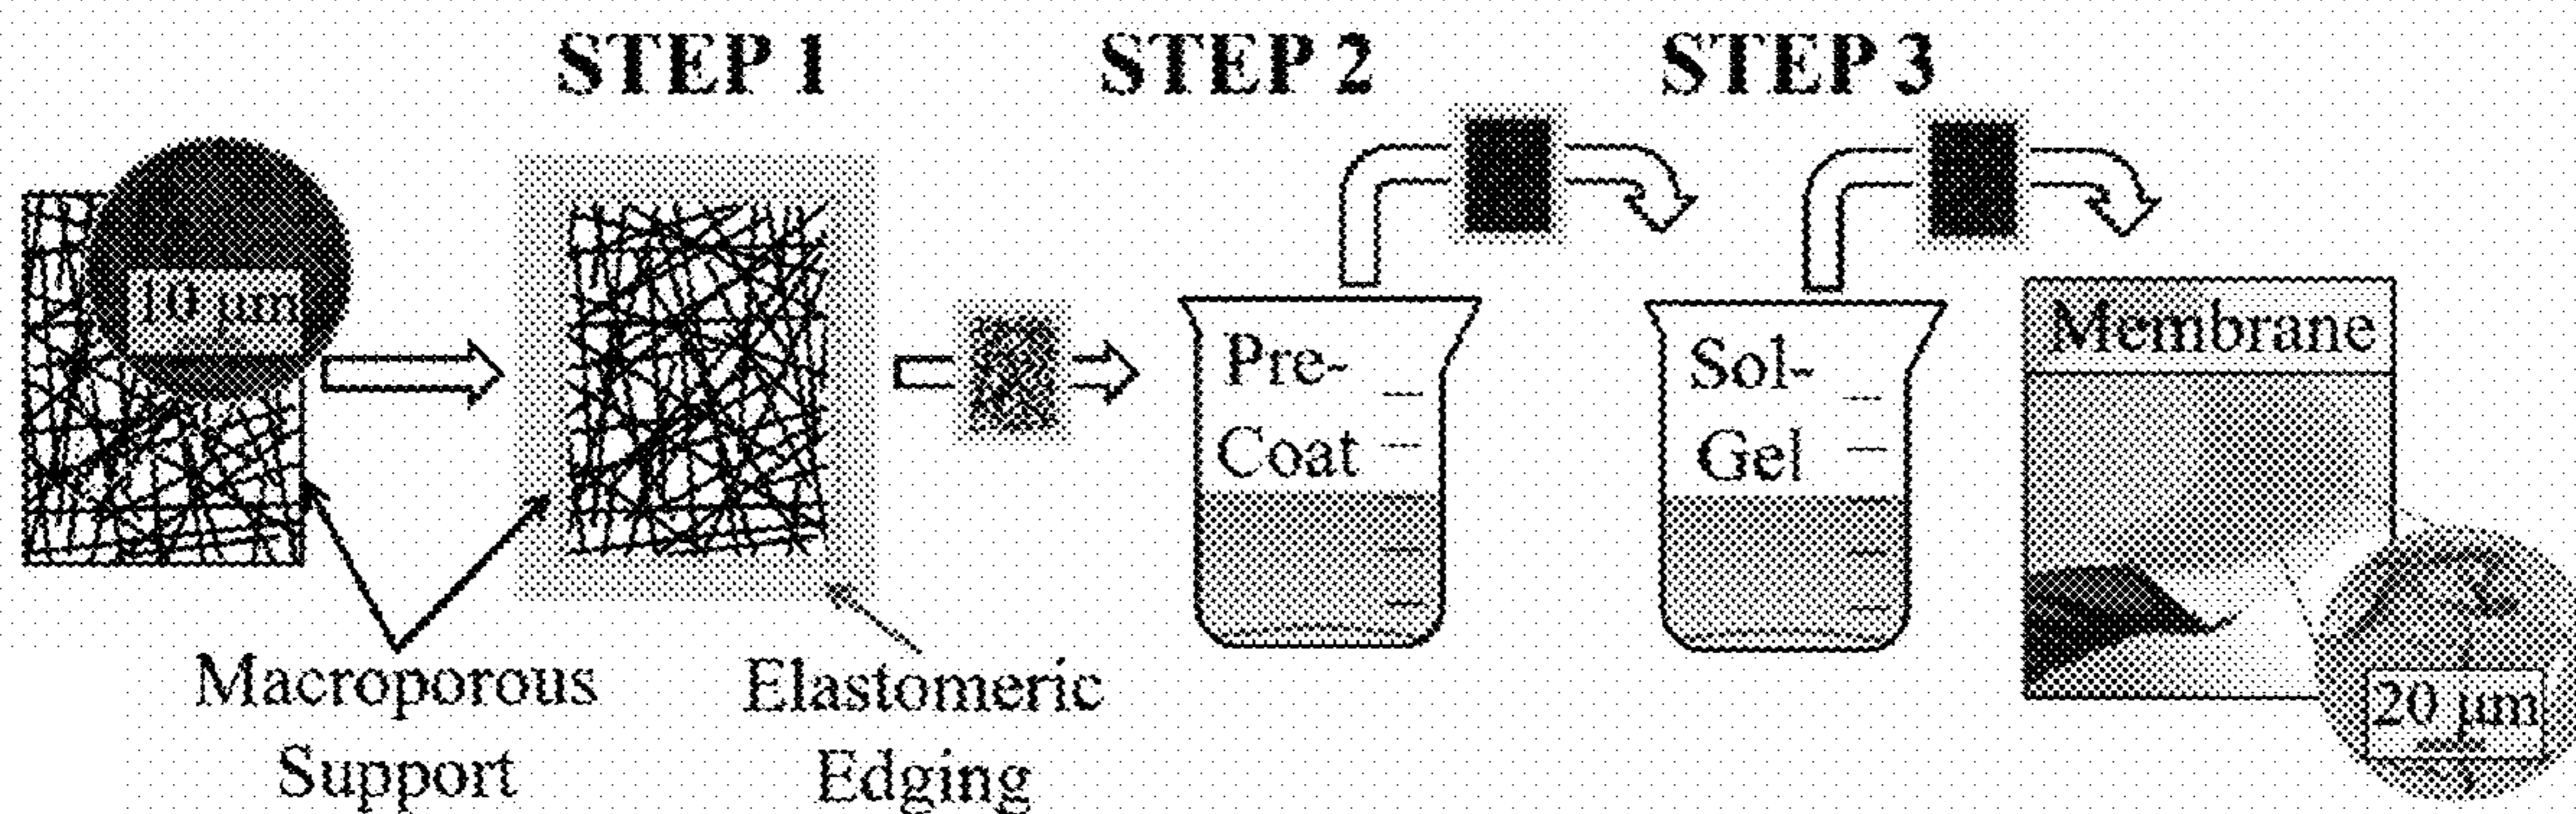 STEP 1
STEP 2
STEP 3
10 μm
Pre-
Coat
Sol-
Gel
Membrane
20 μm
Macroporous
Support
Elastomeric
Edging